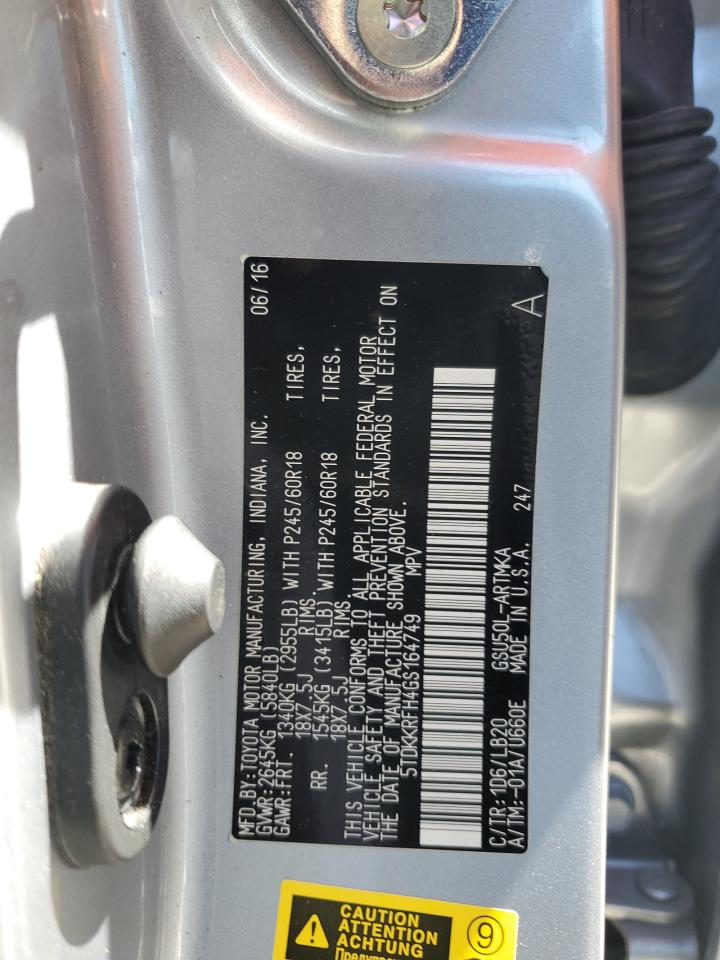 MFD.BY:TOYOTA MOTOR MANUFACTURING, INDIANA, INC. 06/16
GVWR:2645KG (5840LB)
GAWR:FRT. 1340KG (2955LB) WITH P245/60R18 TIRES,
18X7.5J RIMS.
RR. 1545KG (3415LB) WITH P245/60R18 TIRES,
18X7.5J RIMS.
THIS VEHICLE CONFORMS TO ALL APPLICABLE FEDERAL MOTOR
VEHICLE SAFETY AND THEFT PREVENTION STANDARDS IN EFFECT ON
THE DATE OF MANUFACTURE SHOWN ABOVE.
5TDKKRFH4GS164749 MPV
C/TR:1D6/LB20 GSU50L-ARTMKA
A/TM:-01A/U660E MADE IN U.S.A. 247 A
CAUTION
ATTENTION
ACHTUNG
9